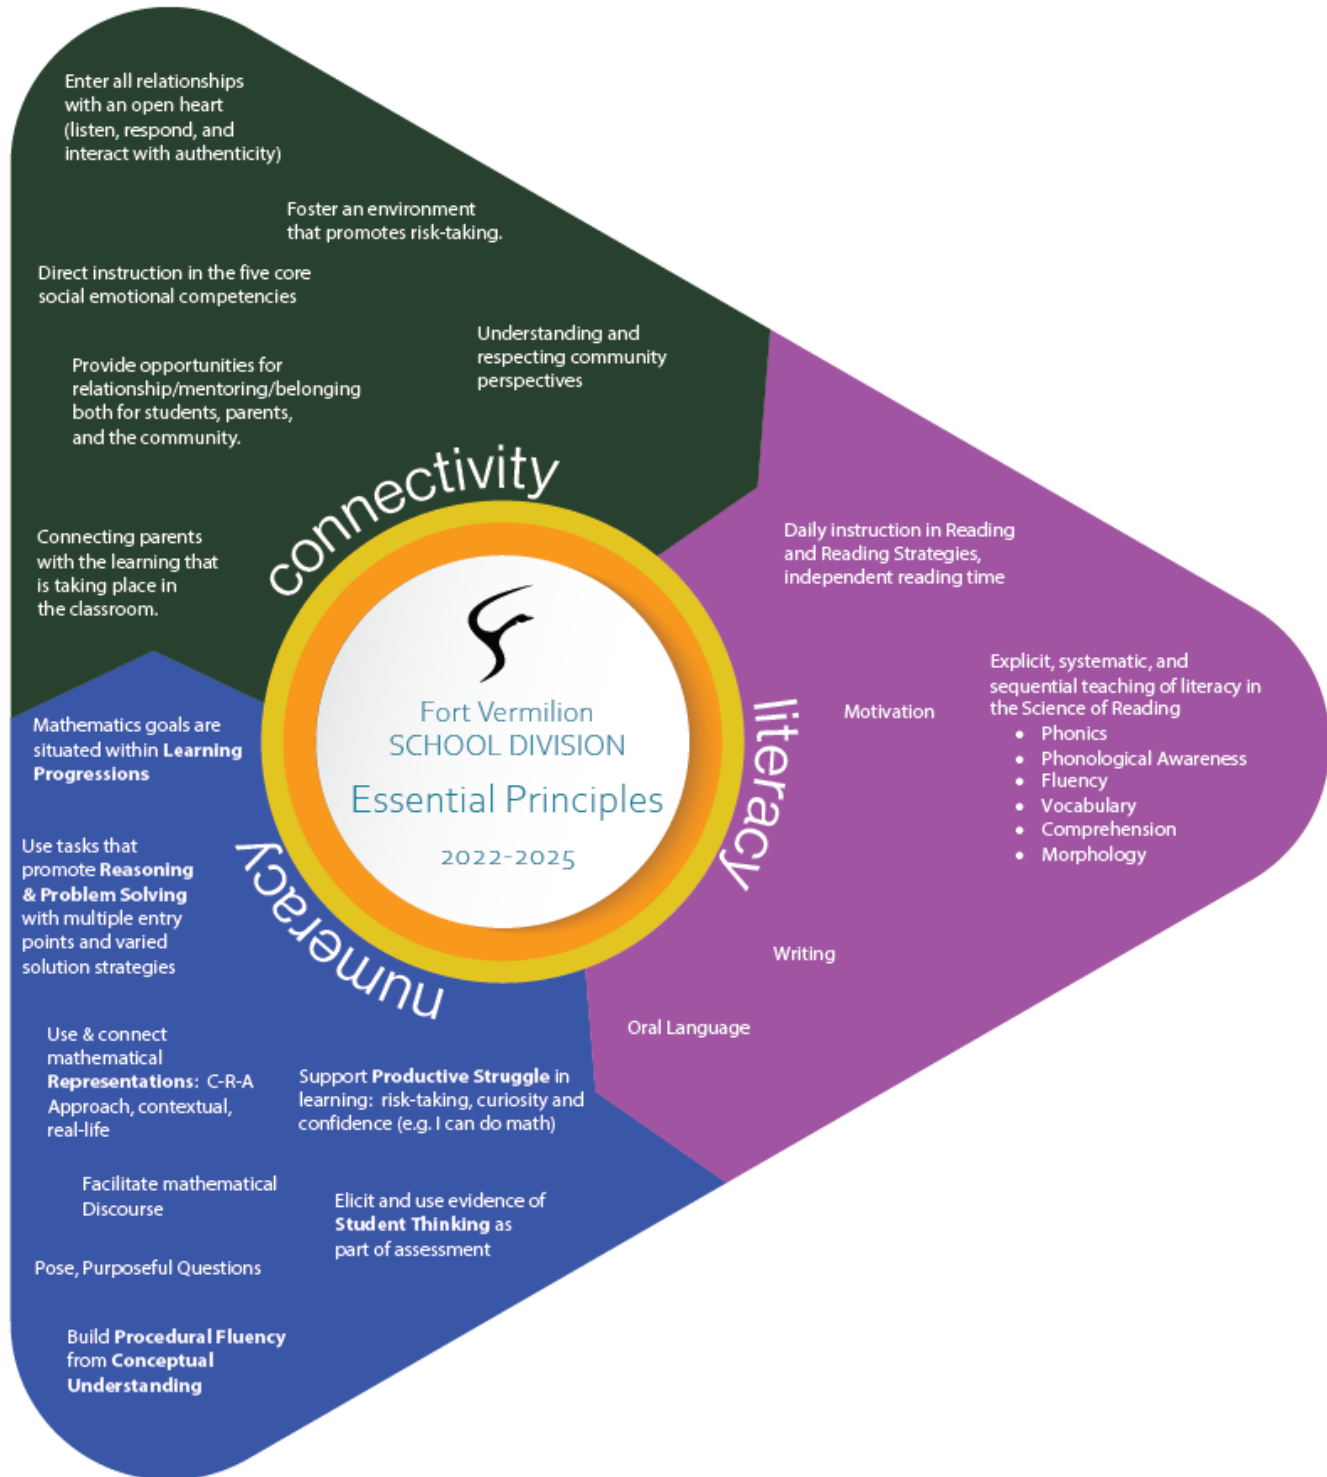 Enter all relationships
with an open heart
(listen, respond, and
interact with authenticity)
Foster an environment
that promotes risk-taking.
Direct instruction in the five core
social emotional competencies
Understanding and
respecting community
perspectives
Provide opportunities for
relationship/mentoring/belonging
both for students, parents,
and the community.
Connecting parents
with the learning that
is taking place in
the classroom.
connectivity
Fort Vermilion
SCHOOL DIVISION
Essential Principles
2022-2025
literacy
Daily instruction in Reading
and Reading Strategies,
independent reading time
Motivation
Explicit, systematic, and
sequential teaching of literacy in
the Science of Reading
• Phonics
• Phonological Awareness
• Fluency
• Vocabulary
• Comprehension
• Morphology
Writing
Oral Language
numeracy
Mathematics goals are
situated within Learning
Progressions
Use tasks that
promote Reasoning
& Problem Solving
with multiple entry
points and varied
solution strategies
Use & connect
mathematical
Representations: C-R-A
Approach, contextual,
real-life
Support Productive Struggle in
learning: risk-taking, curiosity and
confidence (e.g. I can do math)
Facilitate mathematical
Discourse
Elicit and use evidence of
Student Thinking as
part of assessment
Pose, Purposeful Questions
Build Procedural Fluency
from Conceptual
Understanding